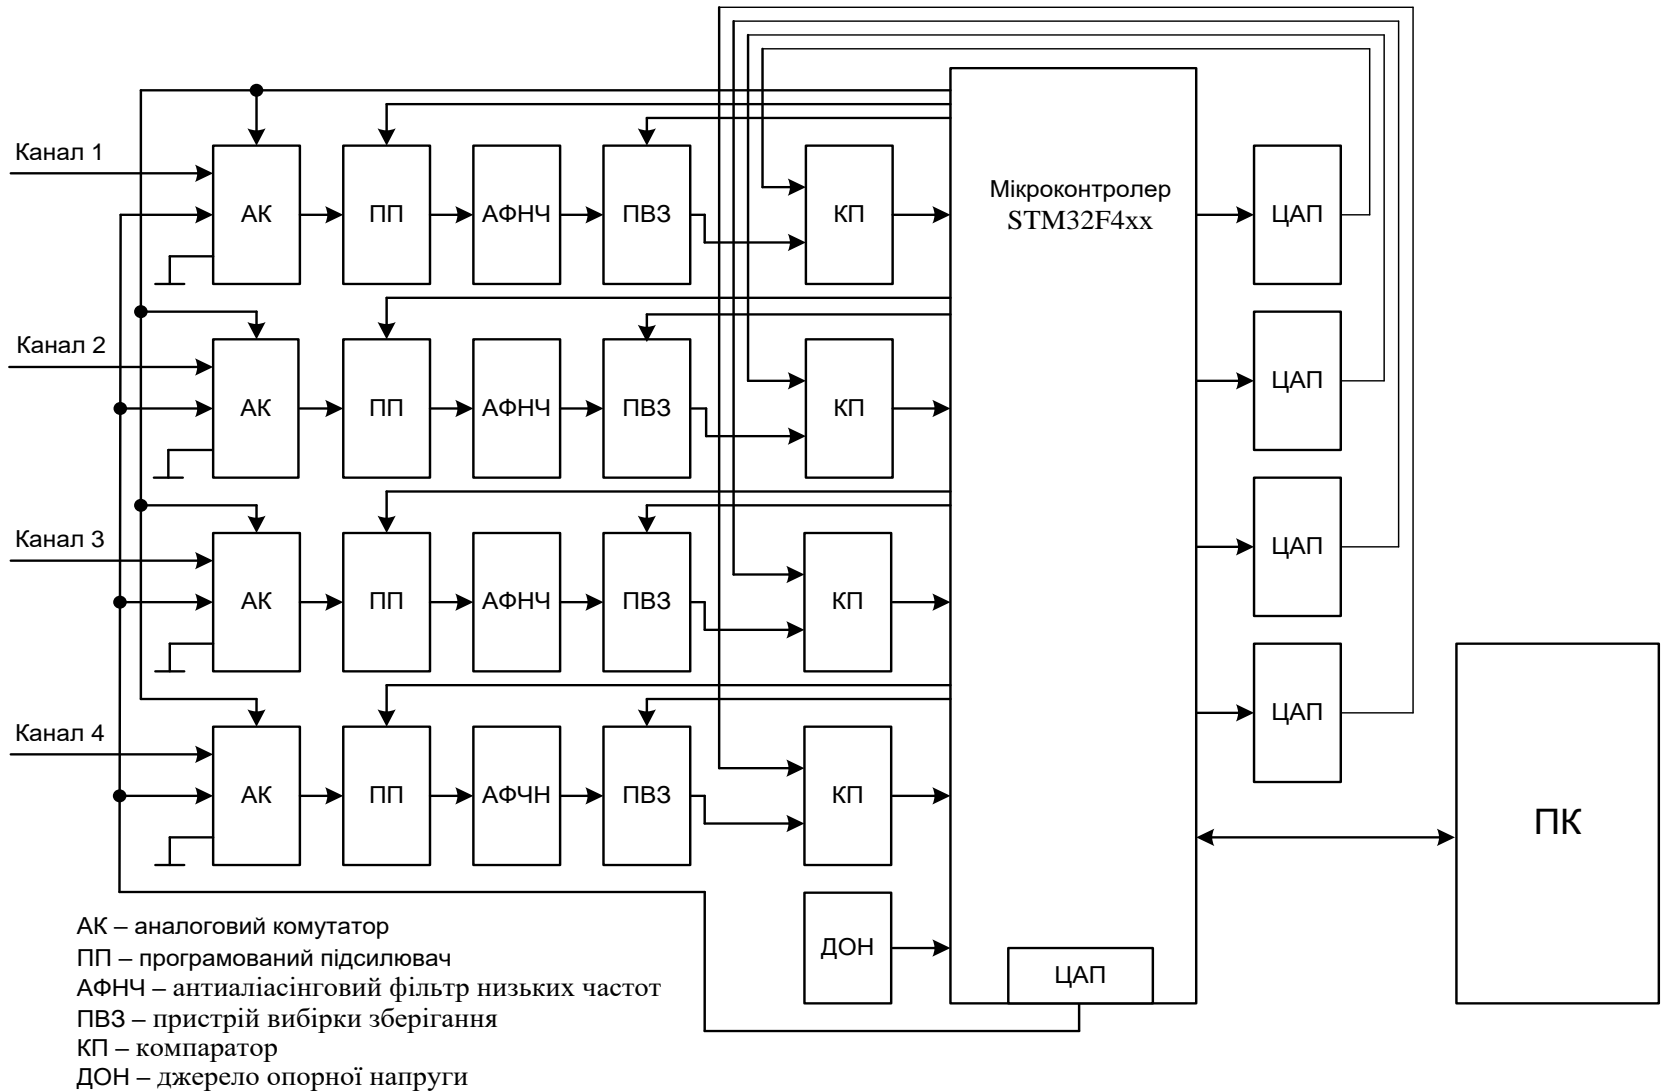 Канал 1
АК
ПП
АФНЧ
ПВЗ
КП
Мікроконтролер
STM32F4xx
ЦАП
Канал 2
АК
ПП
АФНЧ
ПВЗ
КП
ЦАП
Канал 3
АК
ПП
АФНЧ
ПВЗ
КП
ЦАП
Канал 4
АК
ПП
АФЧН
ПВЗ
КП
ЦАП
ПК
ДОН
ЦАП
АК – аналоговий комутатор
ПП – програмований підсилювач
АФНЧ – антиаліасінговий фільтр низьких частот
ПВЗ – пристрій вибірки зберігання
КП – компаратор
ДОН – джерело опорної напруги